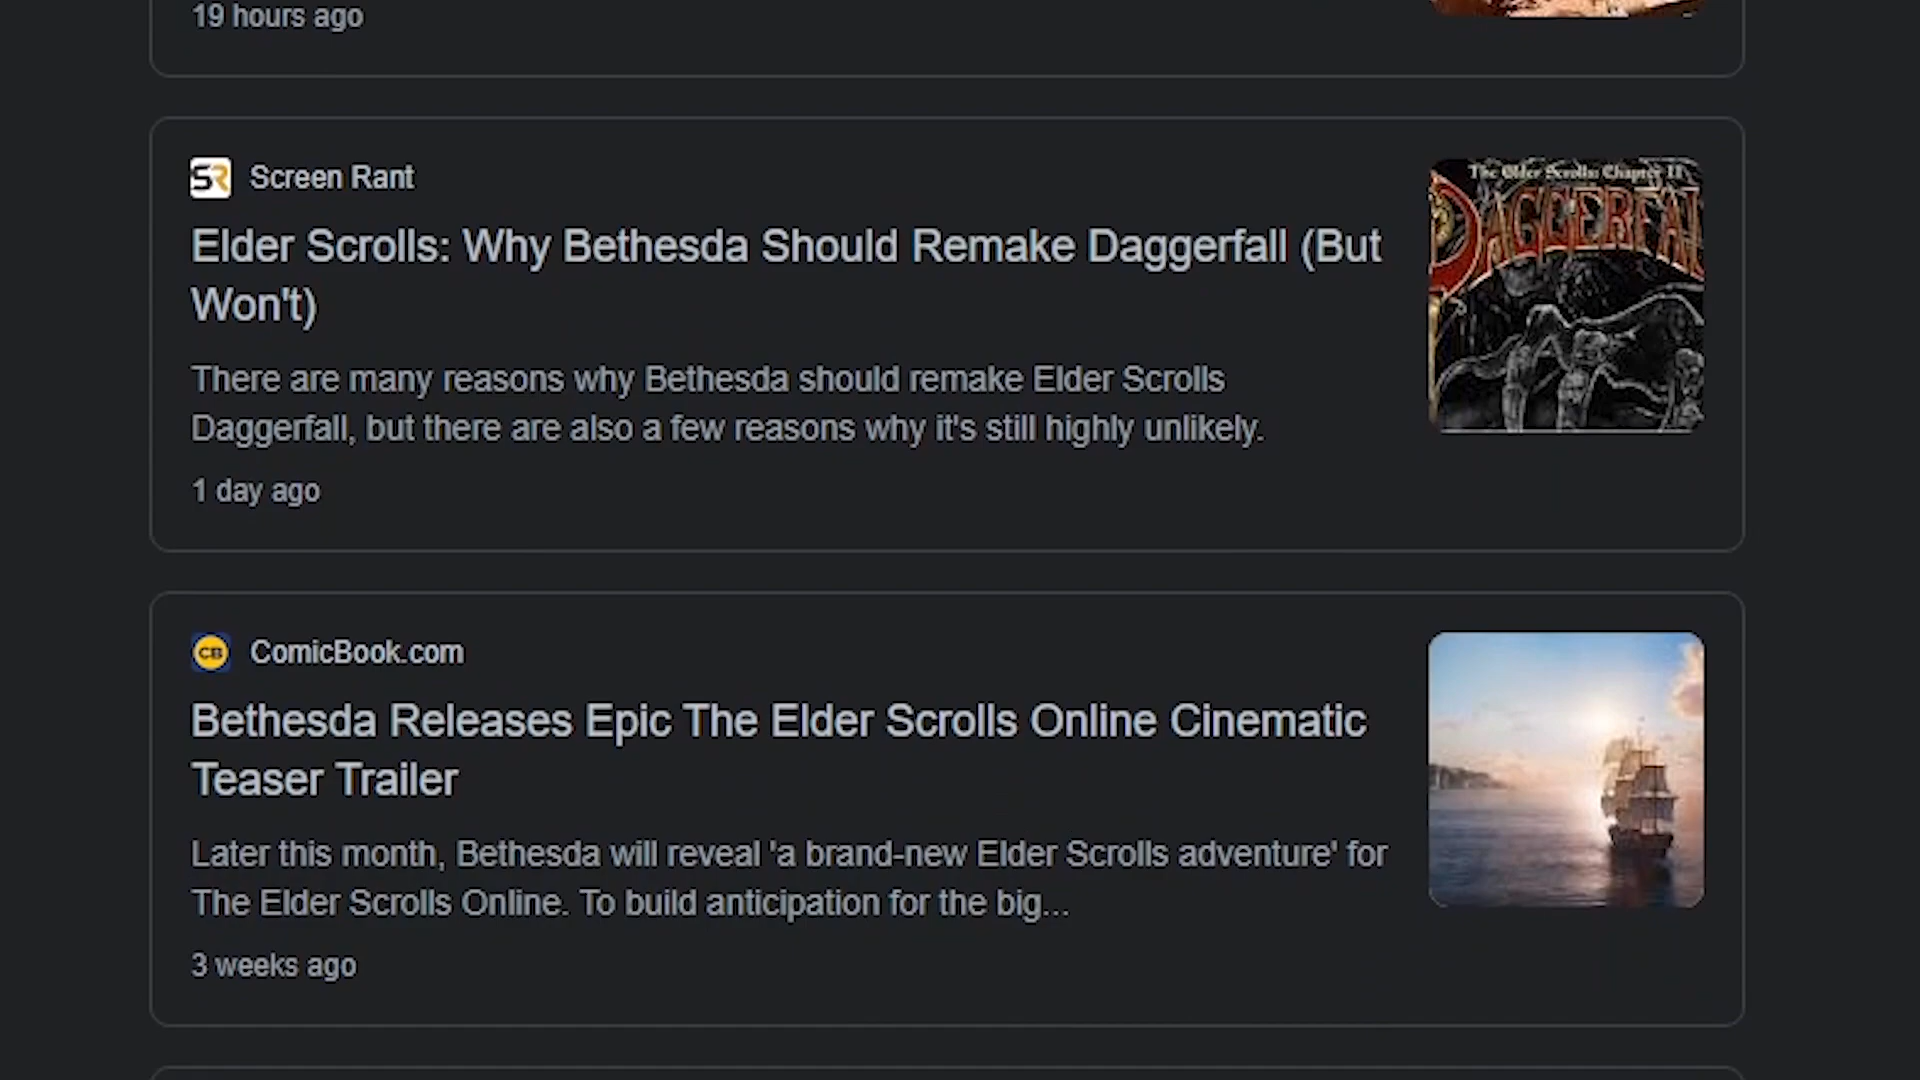 19 hours ago
SR Screen Rant
The Elder Scrolls: Chapter II
DAGGERFAL
Elder Scrolls: Why Bethesda Should Remake Daggerfall (But
Won't)
There are many reasons why Bethesda should remake Elder Scrolls
Daggerfall, but there are also a few reasons why it's still highly unlikely.
1 day ago
CB ComicBook.com
Bethesda Releases Epic The Elder Scrolls Online Cinematic
Teaser Trailer
Later this month, Bethesda will reveal 'a brand-new Elder Scrolls adventure' for
The Elder Scrolls Online. To build anticipation for the big...
3 weeks ago